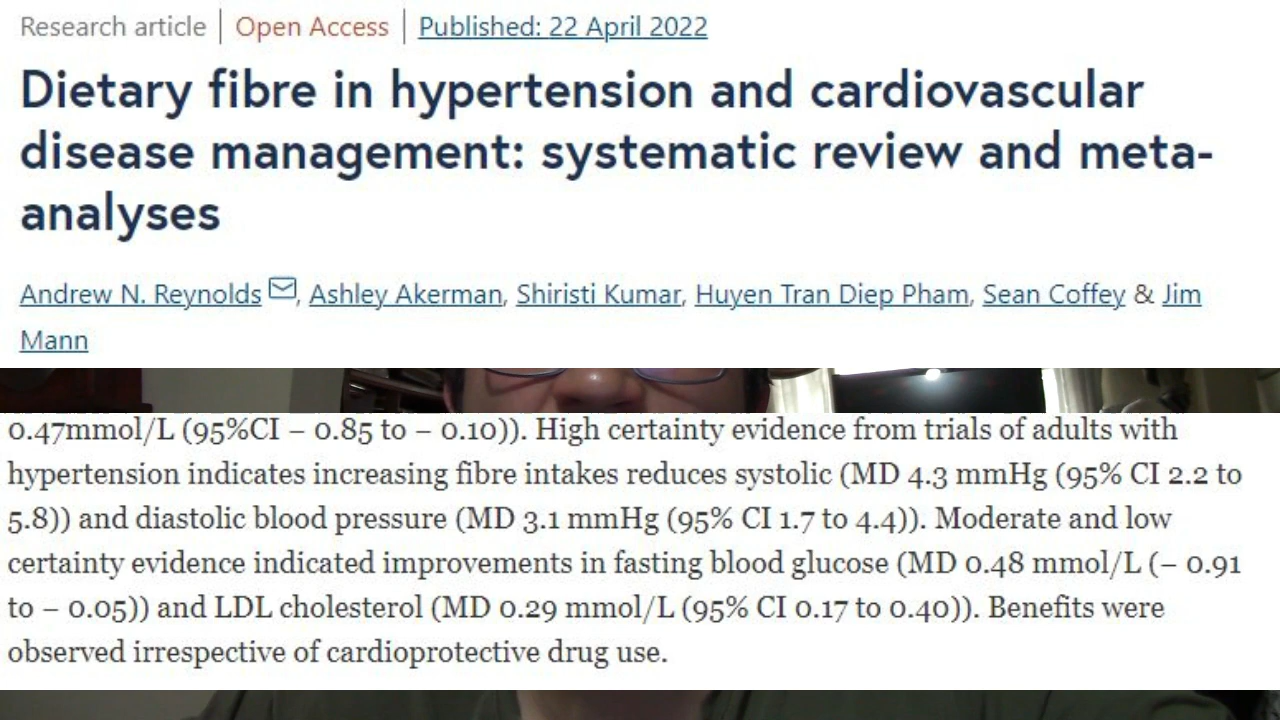 Research article | Open Access | Published: 22 April 2022
Dietary fibre in hypertension and cardiovascular
disease management: systematic review and meta-
analyses
Andrew N. Reynolds, Ashley Akerman, Shiristi Kumar, Huyen Tran Diep Pham, Sean Coffey & Jim
Mann
0.47mmol/L (95%CI − 0.85 to − 0.10)). High certainty evidence from trials of adults with
hypertension indicates increasing fibre intakes reduces systolic (MD 4.3 mmHg (95% CI 2.2 to
5.8)) and diastolic blood pressure (MD 3.1 mmHg (95% CI 1.7 to 4.4)). Moderate and low
certainty evidence indicated improvements in fasting blood glucose (MD 0.48 mmol/L (− 0.91
to − 0.05)) and LDL cholesterol (MD 0.29 mmol/L (95% CI 0.17 to 0.40)). Benefits were
observed irrespective of cardioprotective drug use.